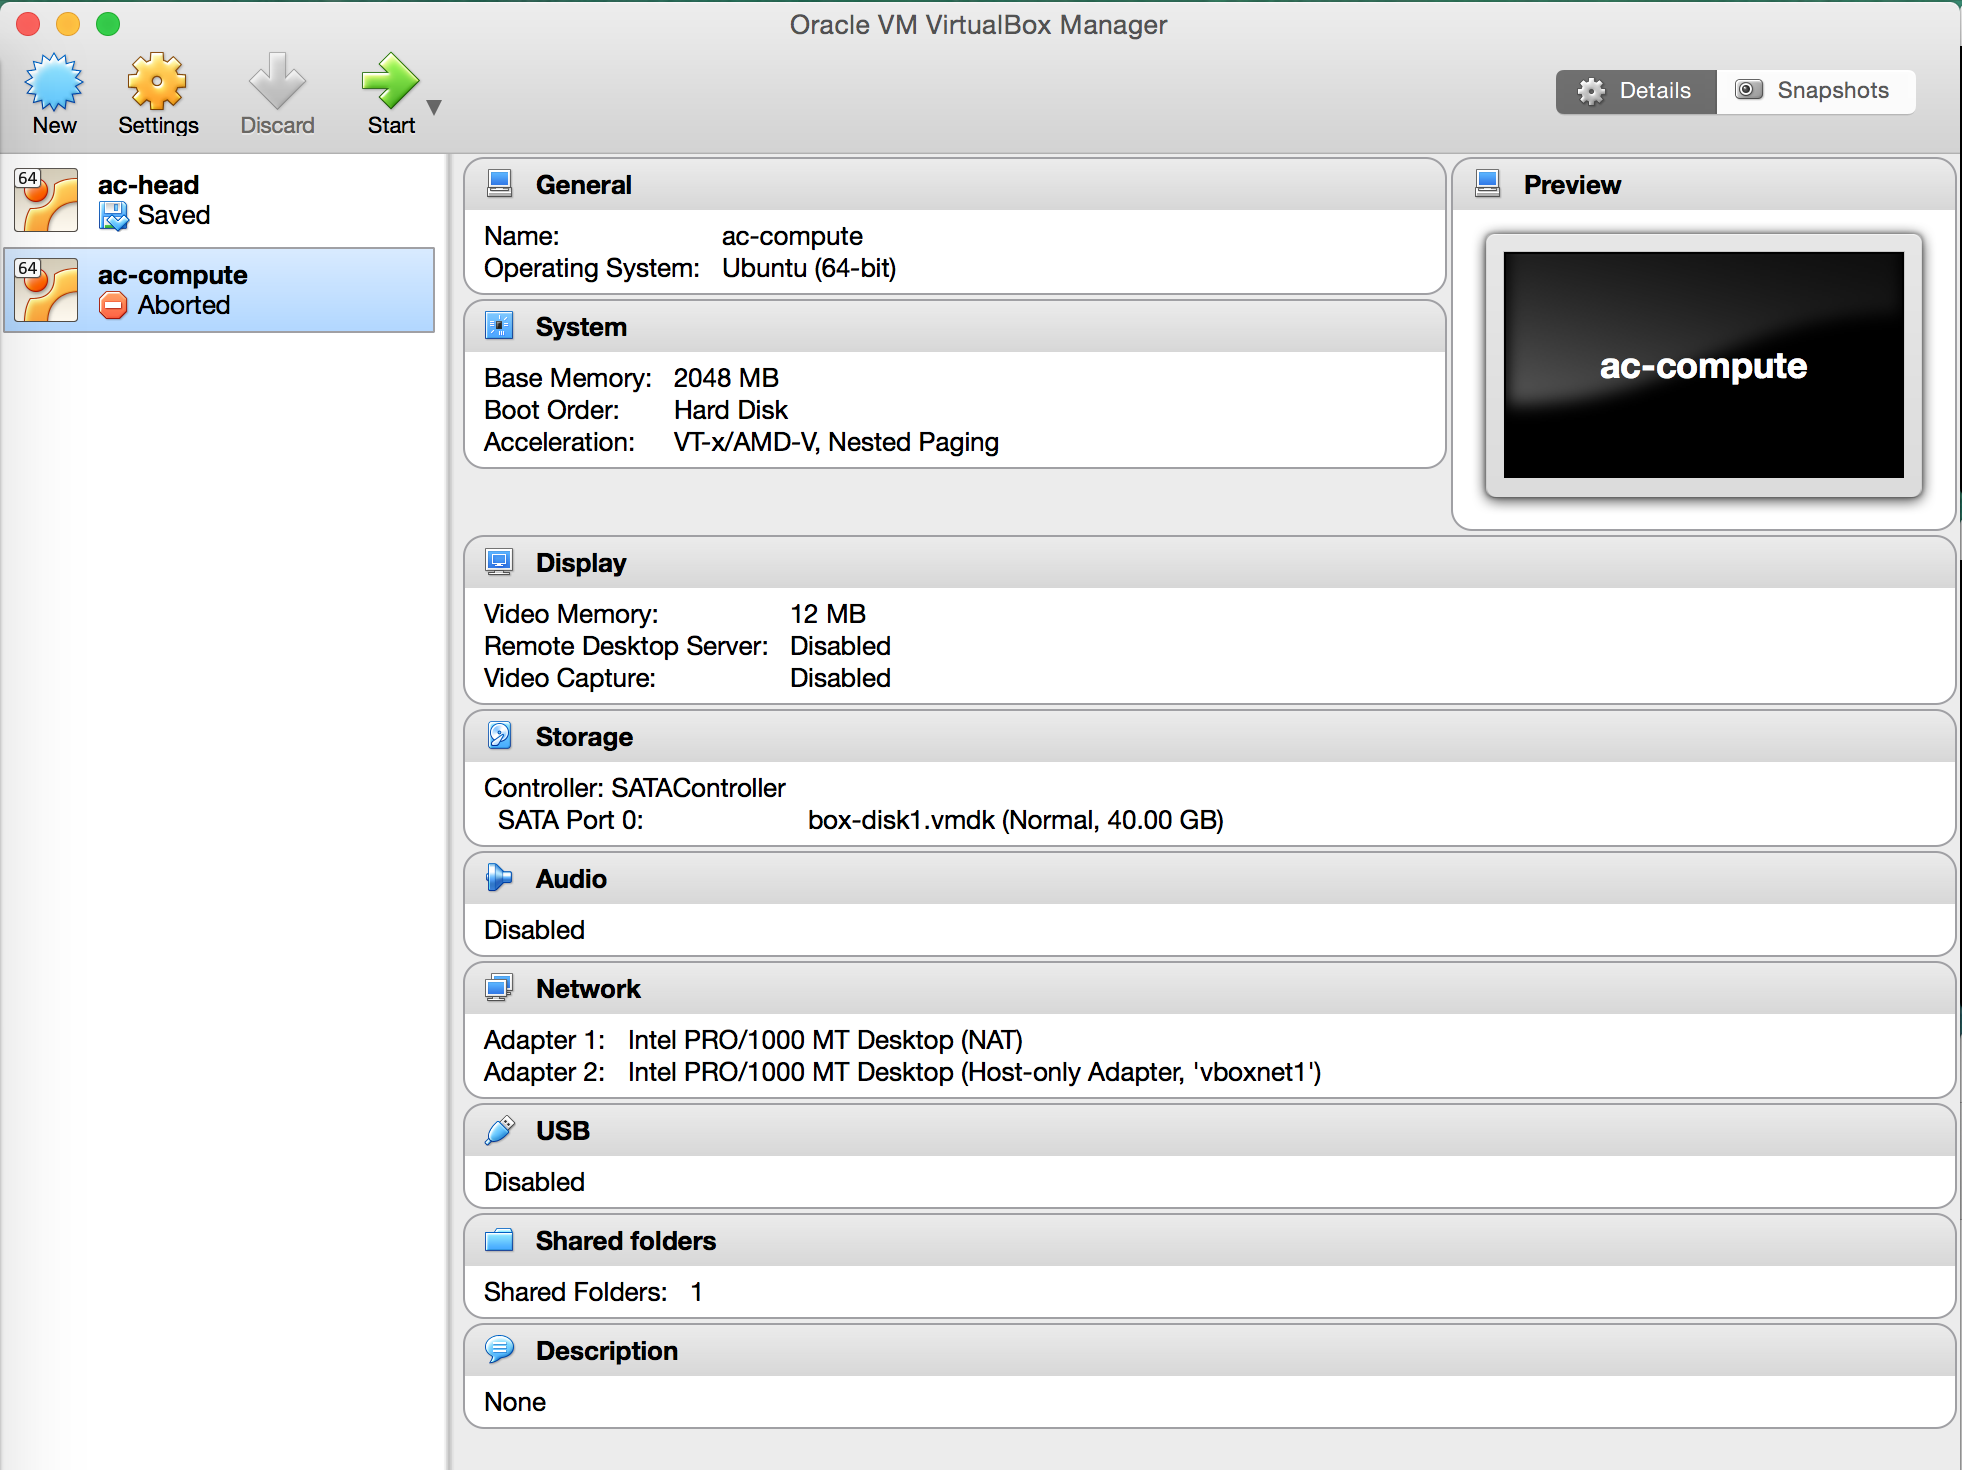 Oracle VM VirtualBox Manager
New
Settings
Discard
Start
Details
Snapshots
64
ac-head
Saved
64
ac-compute
Aborted
General
Name: ac-compute
Operating System: Ubuntu (64-bit)
System
Base Memory: 2048 MB
Boot Order: Hard Disk
Acceleration: VT-x/AMD-V, Nested Paging
Preview
ac-compute
Display
Video Memory: 12 MB
Remote Desktop Server: Disabled
Video Capture: Disabled
Storage
Controller: SATAController
SATA Port 0: box-disk1.vmdk (Normal, 40.00 GB)
Audio
Disabled
Network
Adapter 1: Intel PRO/1000 MT Desktop (NAT)
Adapter 2: Intel PRO/1000 MT Desktop (Host-only Adapter, 'vboxnet1')
USB
Disabled
Shared folders
Shared Folders: 1
Description
None